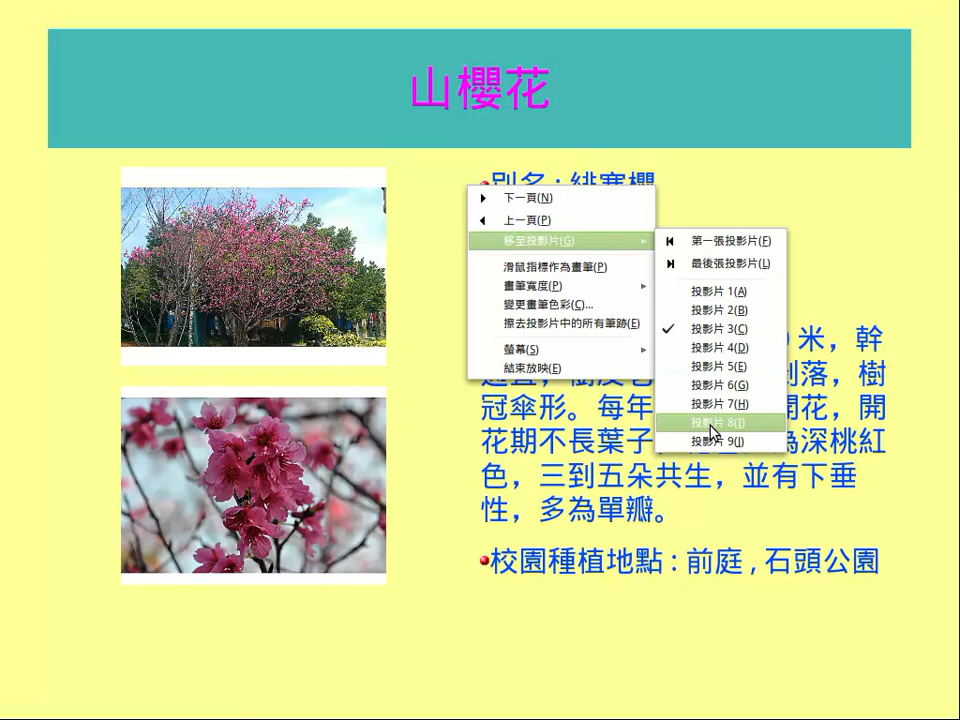 山櫻花
別名 : 緋寒櫻
米，幹
剝落，樹
冠傘形。每年
開花，開
花期不長葉子
為深桃紅
色，三到五朵共生，並有下垂
性，多為單瓣。
校園種植地點 : 前庭 , 石頭公園
下一頁(N)
上一頁(P)
移至投影片(G)
滑鼠指標作為畫筆(P)
畫筆寬度(P)
變更畫筆色彩(C)...
擦去投影片中的所有筆跡(E)
螢幕(S)
結束放映(E)
第一張投影片(F)
最後張投影片(L)
投影片 1(A)
投影片 2(B)
投影片 3(C)
投影片 4(D)
投影片 5(E)
投影片 6(G)
投影片 7(H)
投影片 8(I)
投影片 9(J)